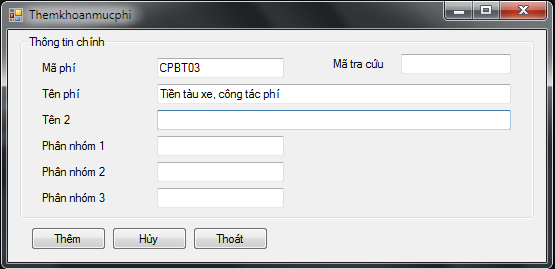 Themkhoanmucphi
Thông tin chính
Mã phí CPBT03 Mã tra cứu
Tên phí Tiền tàu xe, công tác phí
Tên 2
Phân nhóm 1
Phân nhóm 2
Phân nhóm 3
Thêm Hủy Thoát